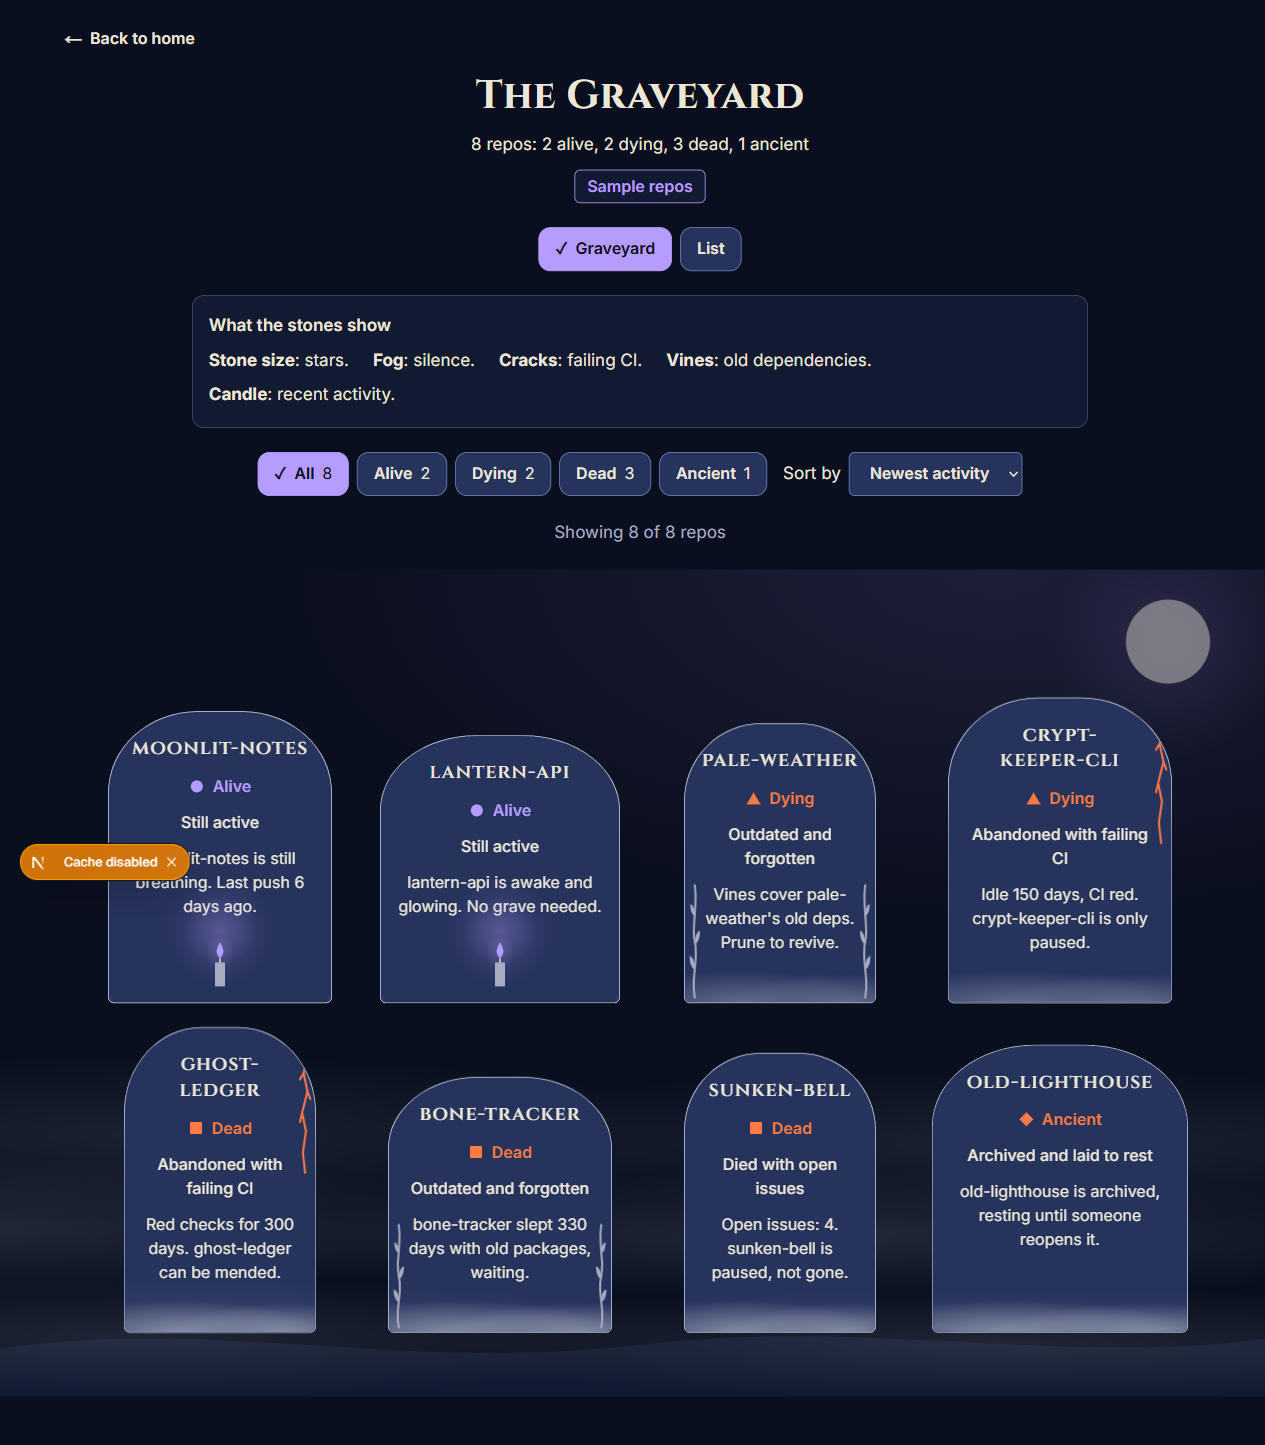 ← Back to home
The Graveyard
8 repos: 2 alive, 2 dying, 3 dead, 1 ancient
Sample repos
✓ Graveyard
List
What the stones show
Stone size: stars. Fog: silence. Cracks: failing CI. Vines: old dependencies.
Candle: recent activity.
✓ All 8
Alive 2
Dying 2
Dead 3
Ancient 1
Sort by
Newest activity
Showing 8 of 8 repos
moonlit-notes
Alive
Still active
it-notes is still
breathing. Last push 6
days ago.
N Cache disabled ×
lantern-api
Alive
Still active
lantern-api is awake and
glowing. No grave needed.
pale-weather
Dying
Outdated and
forgotten
Vines cover pale-
weather's old deps.
Prune to revive.
crypt-
keeper-cli
Dying
Abandoned with failing
CI
Idle 150 days, CI red.
crypt-keeper-cli is only
paused.
ghost-
ledger
Dead
Abandoned with
failing CI
Red checks for 300
days. ghost-ledger
can be mended.
bone-tracker
Dead
Outdated and forgotten
bone-tracker slept 330
days with old packages,
waiting.
sunken-bell
Dead
Died with open
issues
Open issues: 4.
sunken-bell is
paused, not gone.
old-lighthouse
Ancient
Archived and laid to rest
old-lighthouse is archived,
resting until someone
reopens it.